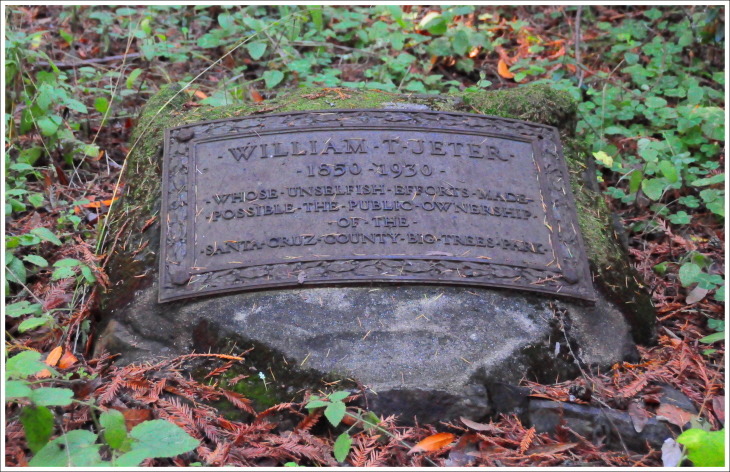 ·WILLIAM·T·JETER·
·1850·1930·
·WHOSE·UNSELFISH·EFFORTS·MADE·
·POSSIBLE·THE·PUBLIC·OWNERSHIP·
·OF·THE·
·SANTA·CRUZ·COUNTY·BIG·TREES·PARK·